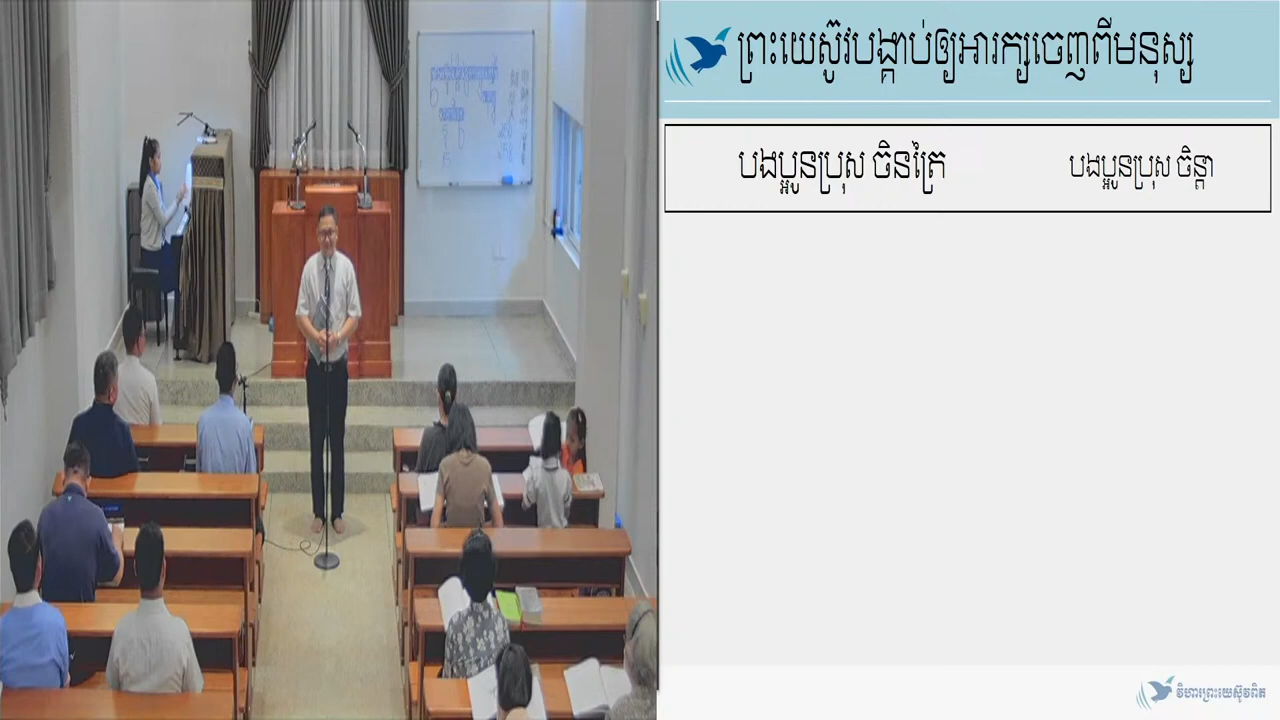 ព្រះយេស៊ូវបង្គាប់ឲ្យអារក្សចេញពីមនុស្ស
បងប្អូនប្រុស ចិនត្រៃ
បងប្អូនប្រុស ចិន្តា
វិហារព្រះយេស៊ូវពិត